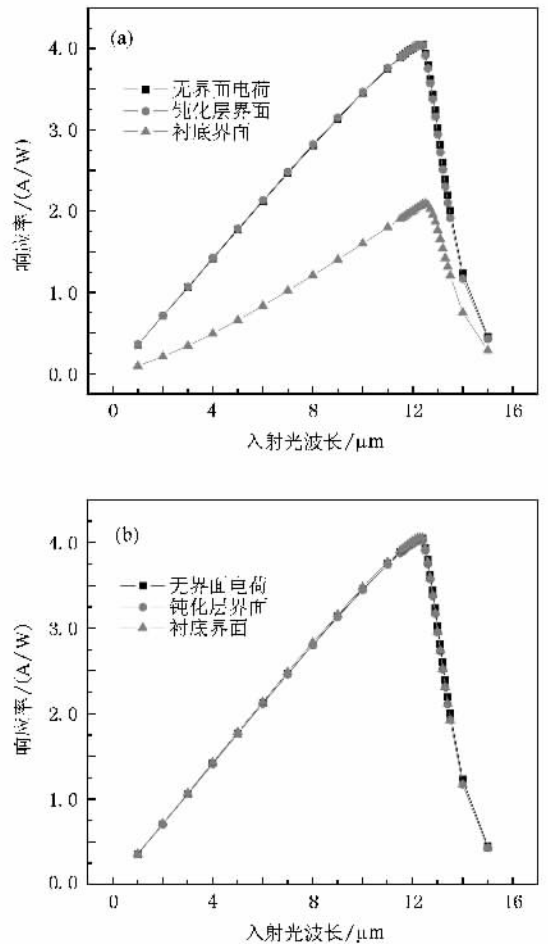 (a)
4.0
3.0
2.0
1.0
0.0
响应率/(A/W)
无界面电荷
钝化层界面
衬底界面
0 4 8 12 16
入射光波长/μm
(b)
4.0
3.0
2.0
1.0
0.0
响应率/(A/W)
无界面电荷
钝化层界面
衬底界面
0 4 8 12 16
入射光波长/μm